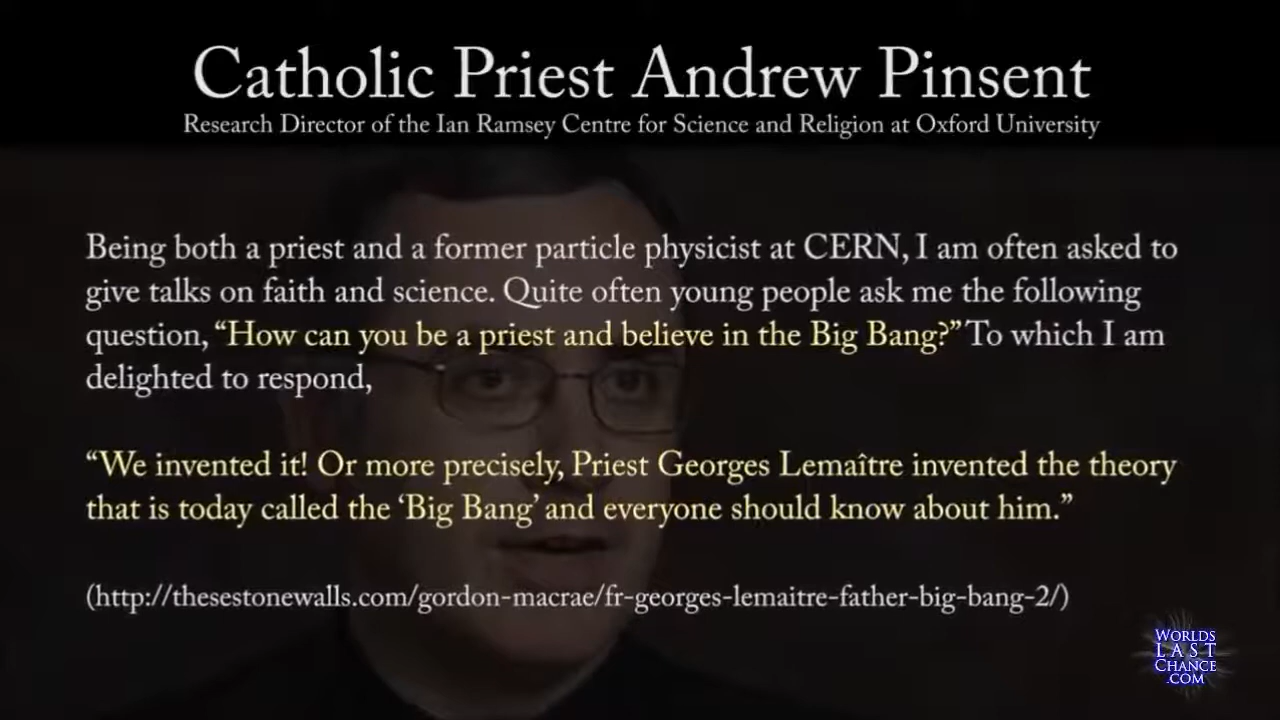 Catholic Priest Andrew Pinsent
Research Director of the Ian Ramsey Centre for Science and Religion at Oxford University
Being both a priest and a former particle physicist at CERN, I am often asked to
give talks on faith and science. Quite often young people ask me the following
question, “How can you be a priest and believe in the Big Bang?” To which I am
delighted to respond,
“We invented it! Or more precisely, Priest Georges Lemaître invented the theory
that is today called the ‘Big Bang’ and everyone should know about him.”
(http://thesestonewalls.com/gordon-macrae/fr-georges-lemaitre-father-big-bang-2/)
WORLDS
LAST
CHANCE
.COM